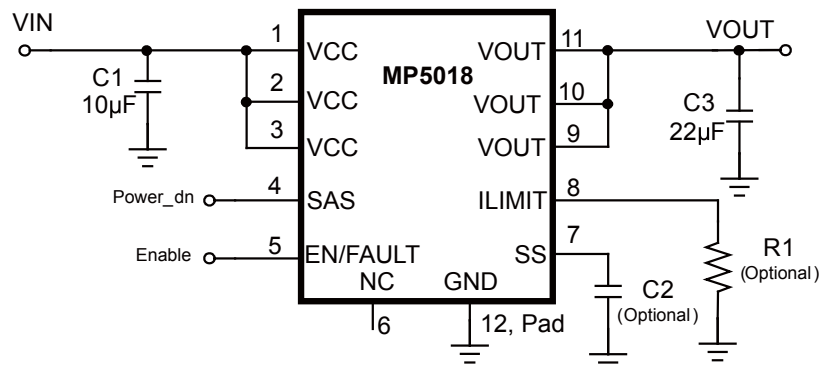 VIN
VOUT
1
VCC
VOUT
11
C1
10µF
MP5018
2
VCC
VOUT
10
C3
22µF
3
VCC
VOUT
9
Power_dn
4
SAS
ILIMIT
8
Enable
5
EN/FAULT
SS
7
R1
(Optional)
NC
GND
C2
(Optional)
6
12, Pad